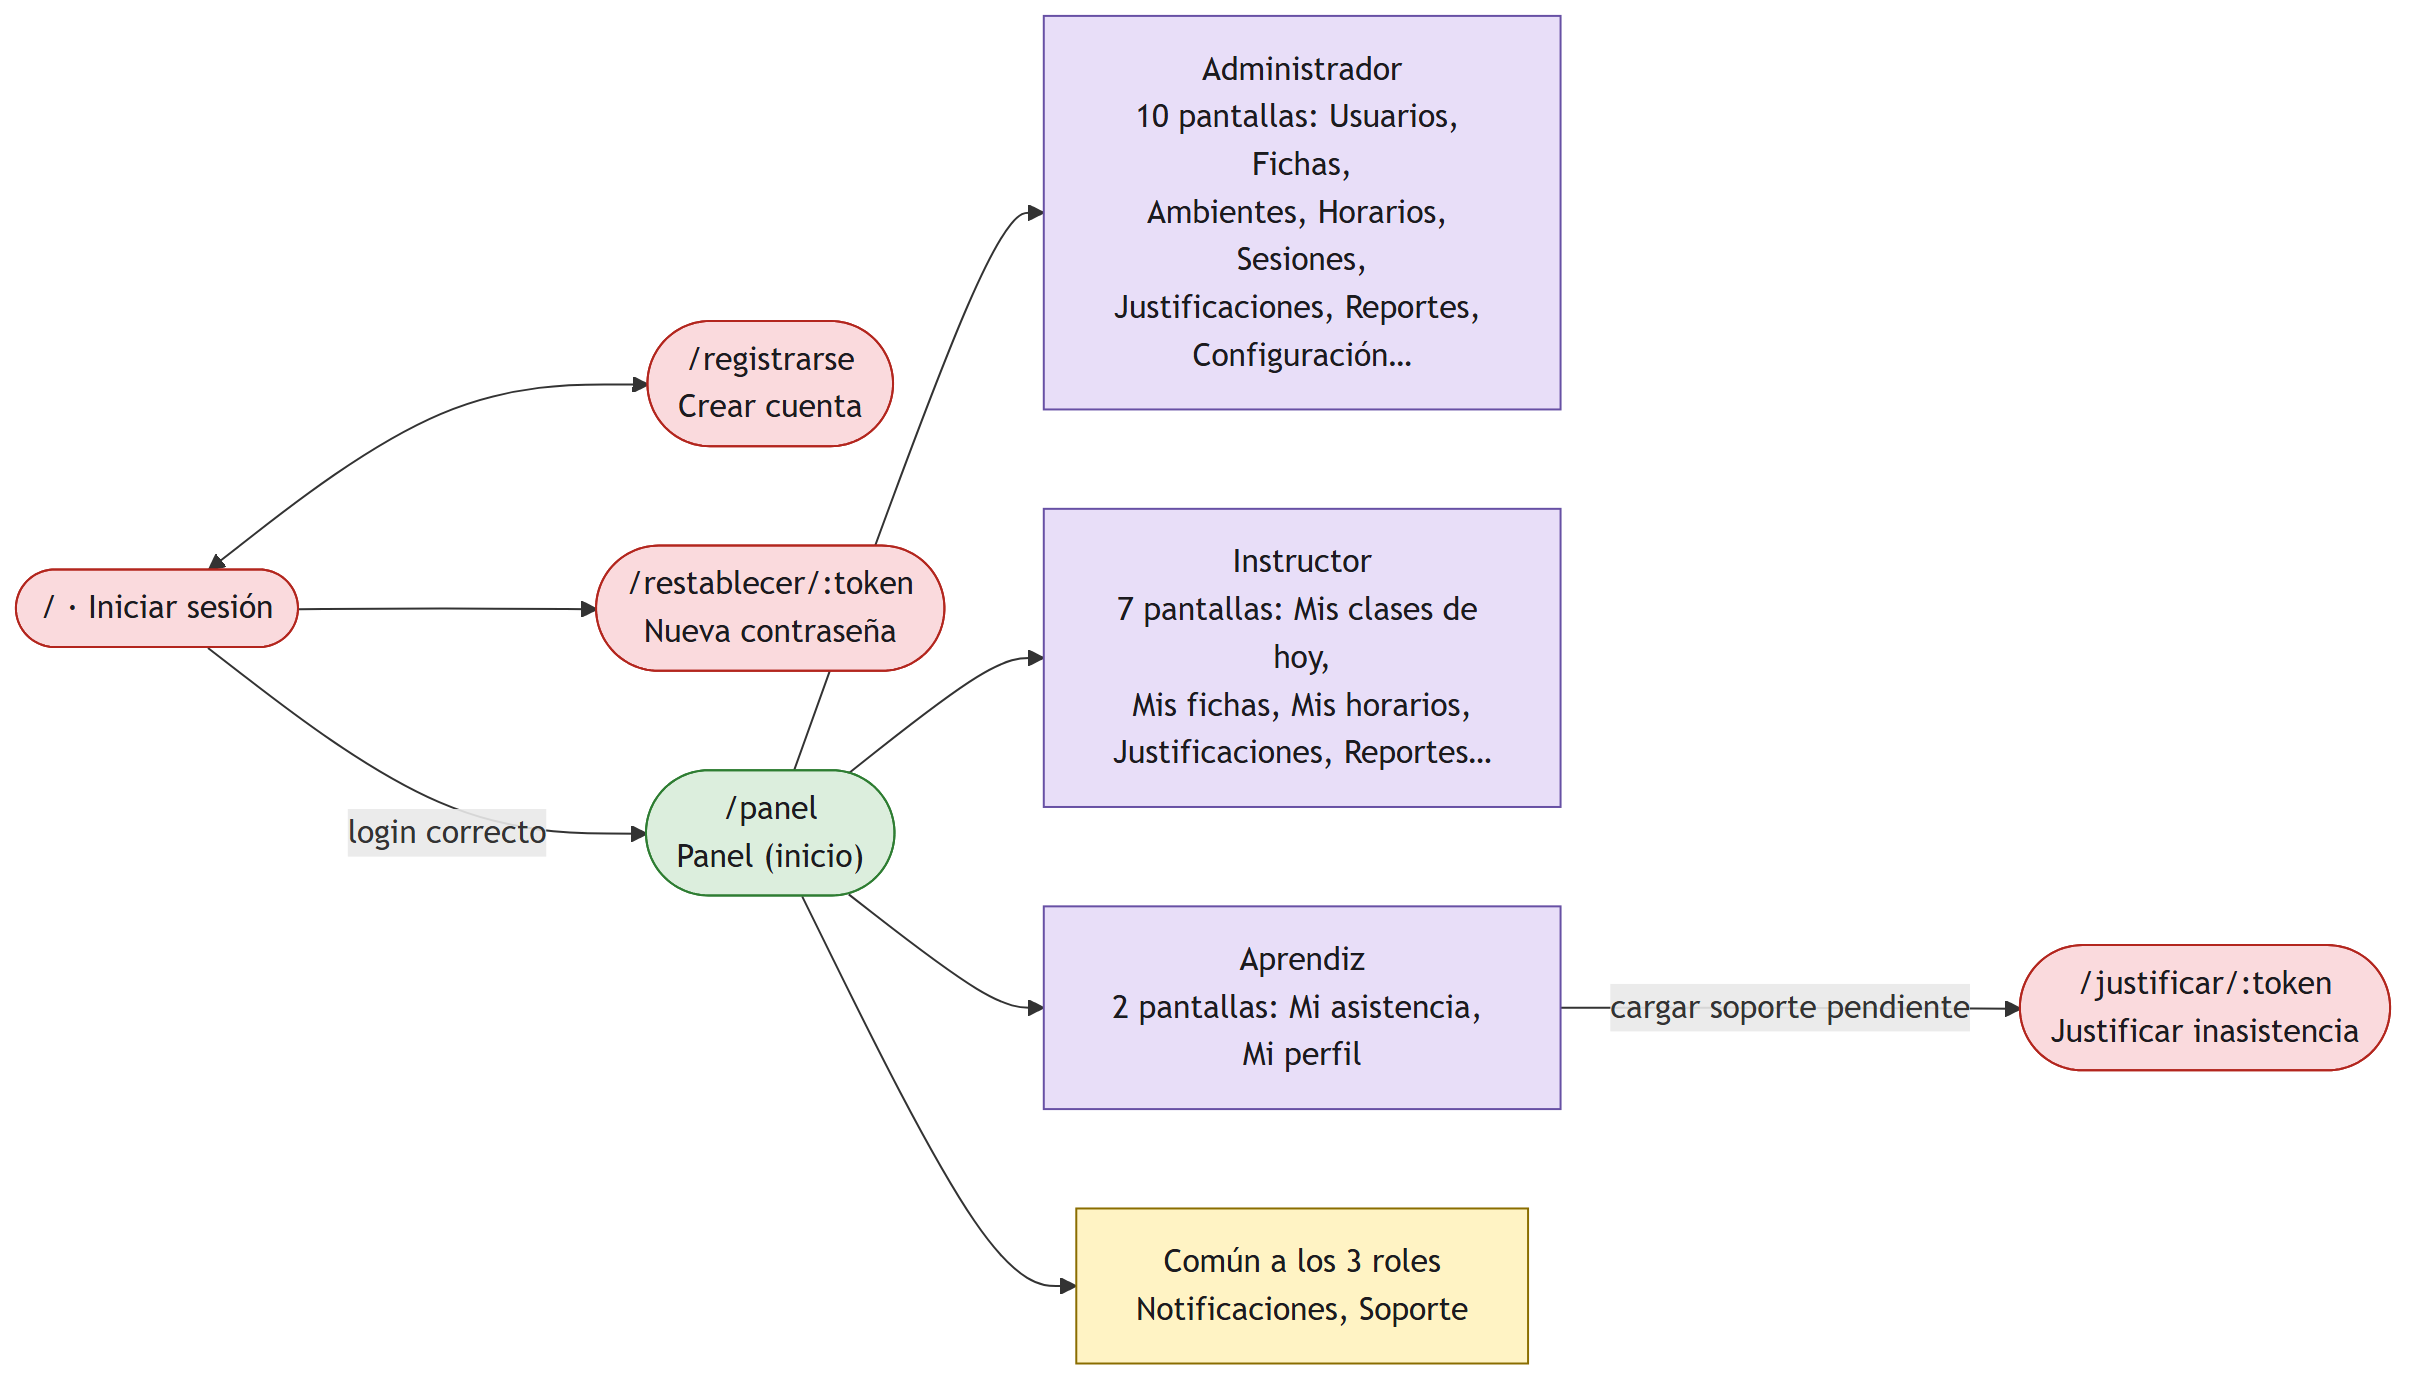 / · Iniciar sesión
/registrarse
Crear cuenta
/restablecer/:token
Nueva contraseña
login correcto
/panel
Panel (inicio)
Administrador
10 pantallas: Usuarios,
Fichas,
Ambientes, Horarios,
Sesiones,
Justificaciones, Reportes,
Configuración...
Instructor
7 pantallas: Mis clases de
hoy,
Mis fichas, Mis horarios,
Justificaciones, Reportes...
Aprendiz
2 pantallas: Mi asistencia,
Mi perfil
cargar soporte pendiente
/justificar/:token
Justificar inasistencia
Común a los 3 roles
Notificaciones, Soporte